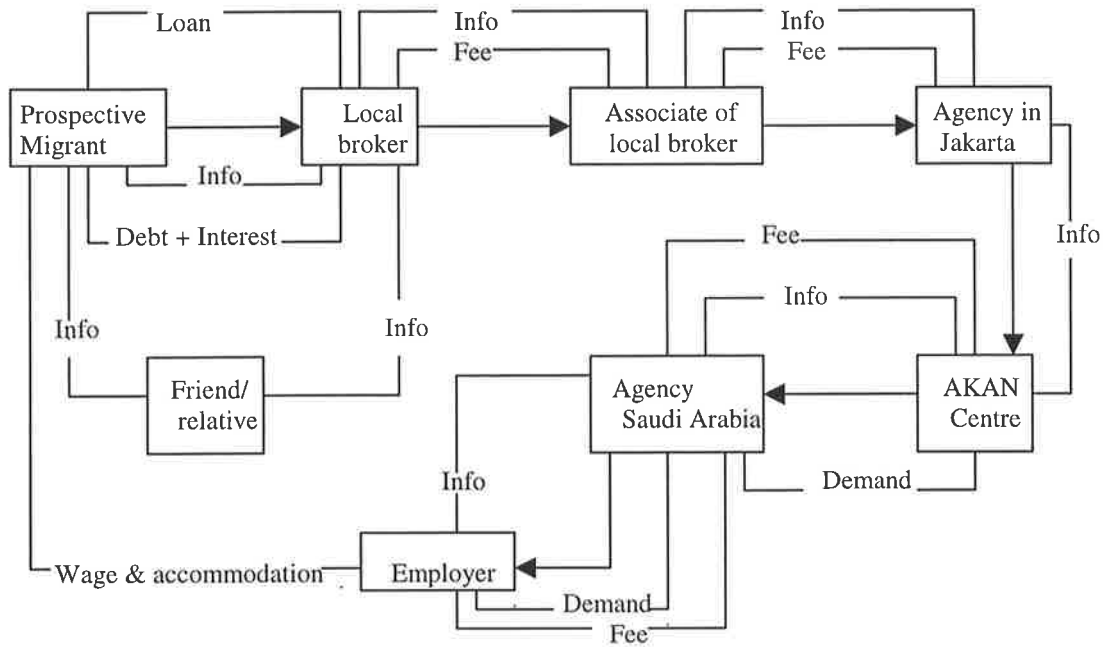 Loan
Info
Fee
Info
Fee
Prospective
Migrant
Local
broker
Associate of
local broker
Agency in
Jakarta
Info
Debt + Interest
Fee
Info
Info
Info
Info
Friend/
relative
Agency
Saudi Arabia
AKAN
Centre
Info
Demand
Wage & accommodation
Employer
Demand
Fee